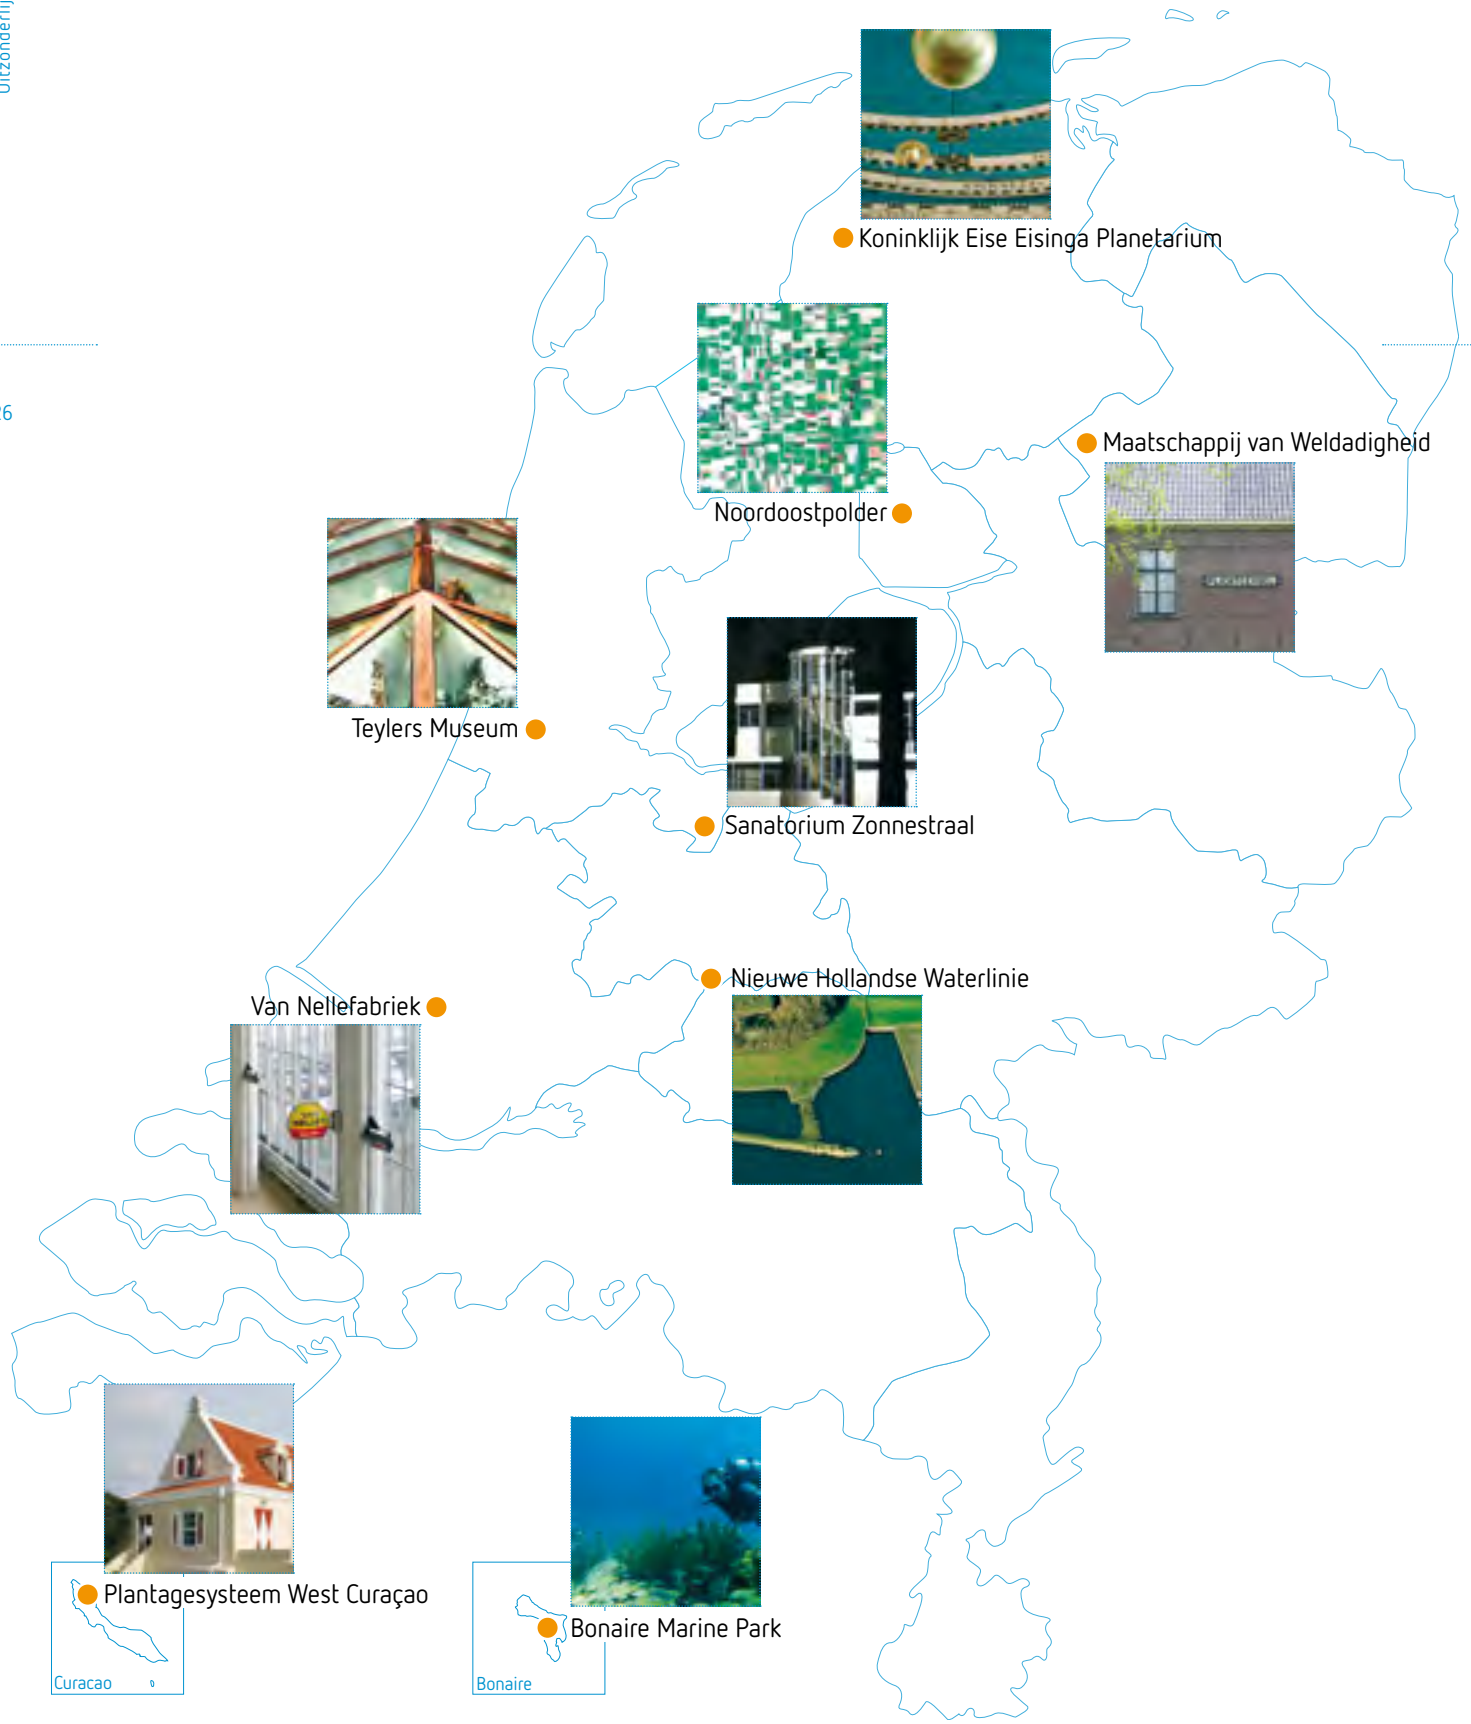 Koninklijk Eise Eisinga Planetarium
Maatschappij van Weldadigheid
Noordoostpolder
Teylers Museum
Sanatorium Zonnestraal
Nieuwe Hollandse Waterlinie
Van Nellefabriek
Plantagesysteem West Curaçao
Curacao
Bonaire Marine Park
Bonaire